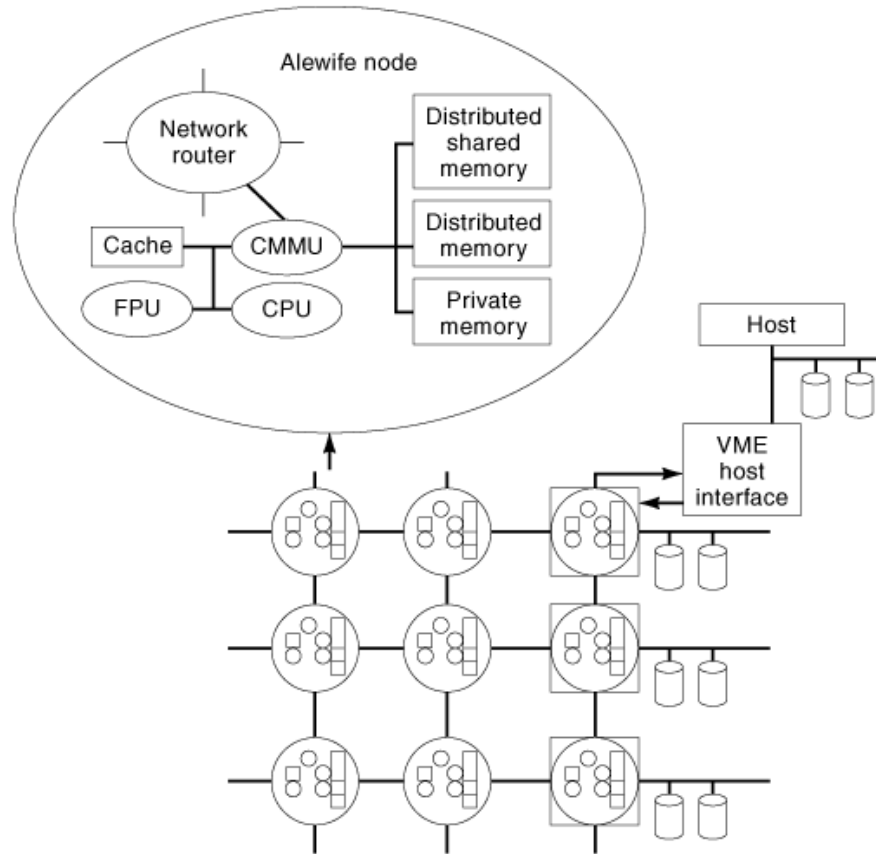 Alewife node
Network
router
Distributed
shared
memory
Cache
CMMU
Distributed
memory
FPU
CPU
Private
memory
Host
VME
host
interface